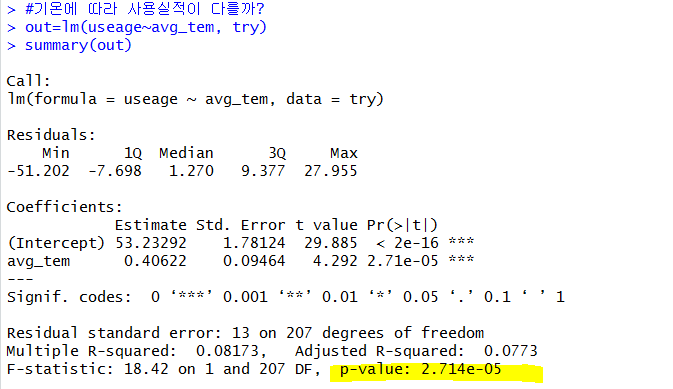 > #기온에 따라 사용실적이 다를까?
> out=lm(useage~avg_tem, try)
> summary(out)
Call:
lm(formula = useage ~ avg_tem, data = try)
Residuals:
Min 1Q Median 3Q Max
-51.202 -7.698 1.270 9.377 27.955
Coefficients:
Estimate Std. Error t value Pr(>|t|)
(Intercept) 53.23292 1.78124 29.885 < 2e-16 ***
avg_tem 0.40622 0.09464 4.292 2.71e-05 ***
---
Signif. codes: 0 ‘***’ 0.001 ‘**’ 0.01 ‘*’ 0.05 ‘.’ 0.1 ‘ ’ 1
Residual standard error: 13 on 207 degrees of freedom
Multiple R-squared: 0.08173, Adjusted R-squared: 0.0773
F-statistic: 18.42 on 1 and 207 DF, p-value: 2.714e-05